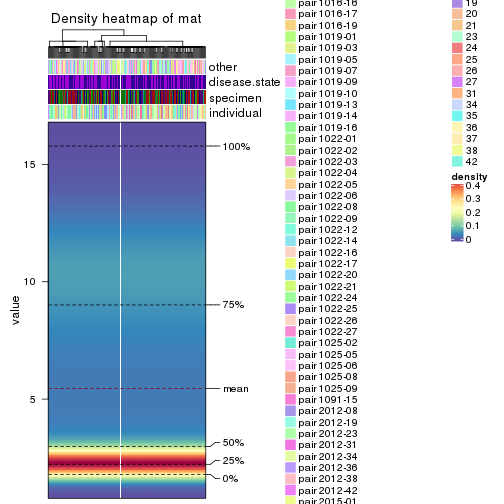 Density heatmap of mat
other
disease.state
specimen
individual
100%
75%
mean
50%
25%
0%
value
15
10
5
pair1016-16
pair1016-17
pair1016-19
pair1019-01
pair1019-03
pair1019-05
pair1019-07
pair1019-09
pair1019-10
pair1019-13
pair1019-14
pair1019-16
pair1022-01
pair1022-02
pair1022-03
pair1022-04
pair1022-05
pair1022-06
pair1022-08
pair1022-09
pair1022-12
pair1022-14
pair1022-16
pair1022-17
pair1022-20
pair1022-21
pair1022-24
pair1022-25
pair1022-26
pair1022-27
pair1025-02
pair1025-05
pair1025-06
pair1025-08
pair1025-09
pair1091-15
pair2012-08
pair2012-19
pair2012-23
pair2012-31
pair2012-34
pair2012-36
pair2012-38
pair2012-42
pair2015-01
19
20
21
23
24
25
26
27
31
34
35
36
37
38
42
density
0.4
0.3
0.2
0.1
0